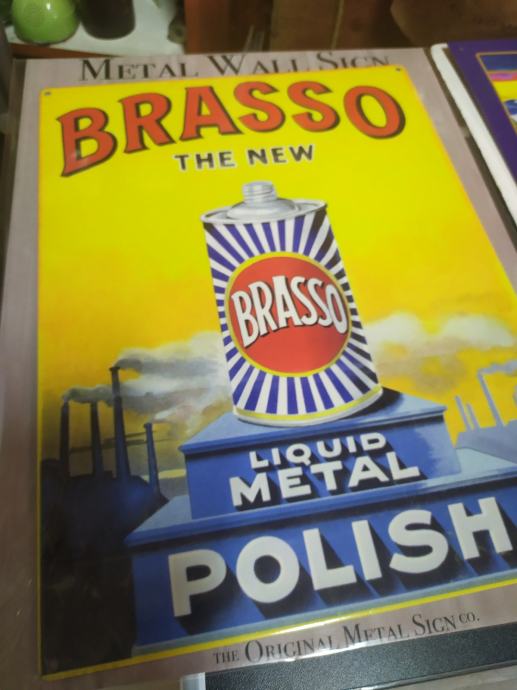 METAL WALL SIGN
BRASSO
THE NEW
BRASSO
LIQUID
METAL
POLISH
THE ORIGINAL METAL SIGN CO.